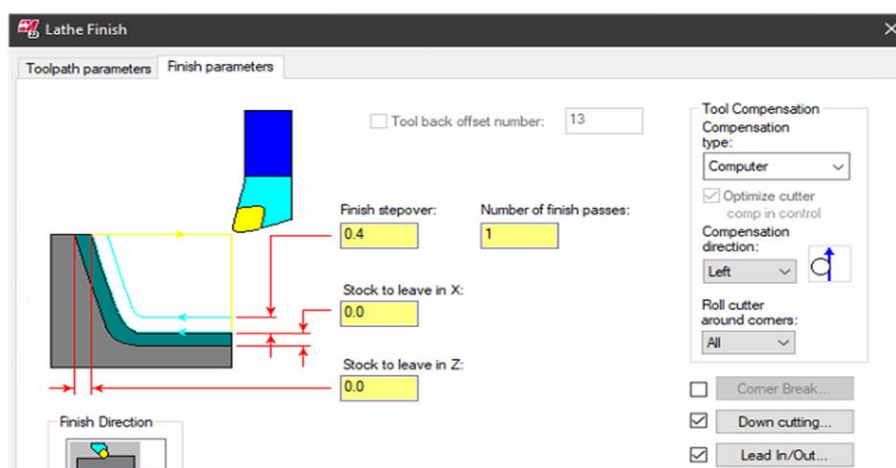 Lathe Finish
Toolpath parameters
Finish parameters
Tool back offset number:
13
Finish stepover:
0.4
Number of finish passes:
1
Stock to leave in X:
0.0
Stock to leave in Z:
0.0
Finish Direction
Tool Compensation
Compensation
type:
Computer
Optimize cutter
comp in control
Compensation
direction:
Left
Roll cutter
around corners:
All
Corner Break...
Down cutting...
Lead In/Out...